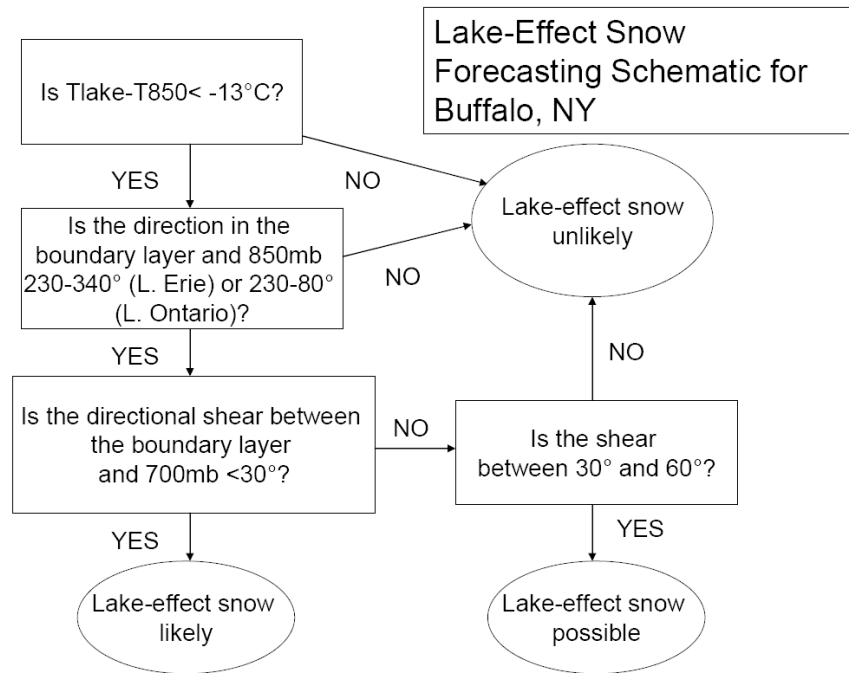 Lake-Effect Snow
Forecasting Schematic for
Buffalo, NY
Is Tlake-T850< -13°C?
YES
NO
Lake-effect snow
unlikely
Is the direction in the
boundary layer and 850mb
230-340° (L. Erie) or 230-80°
(L. Ontario)?
NO
YES
NO
Is the directional shear between
the boundary layer
and 700mb <30°?
NO
Is the shear
between 30° and 60°?
YES
YES
Lake-effect snow
likely
Lake-effect snow
possible